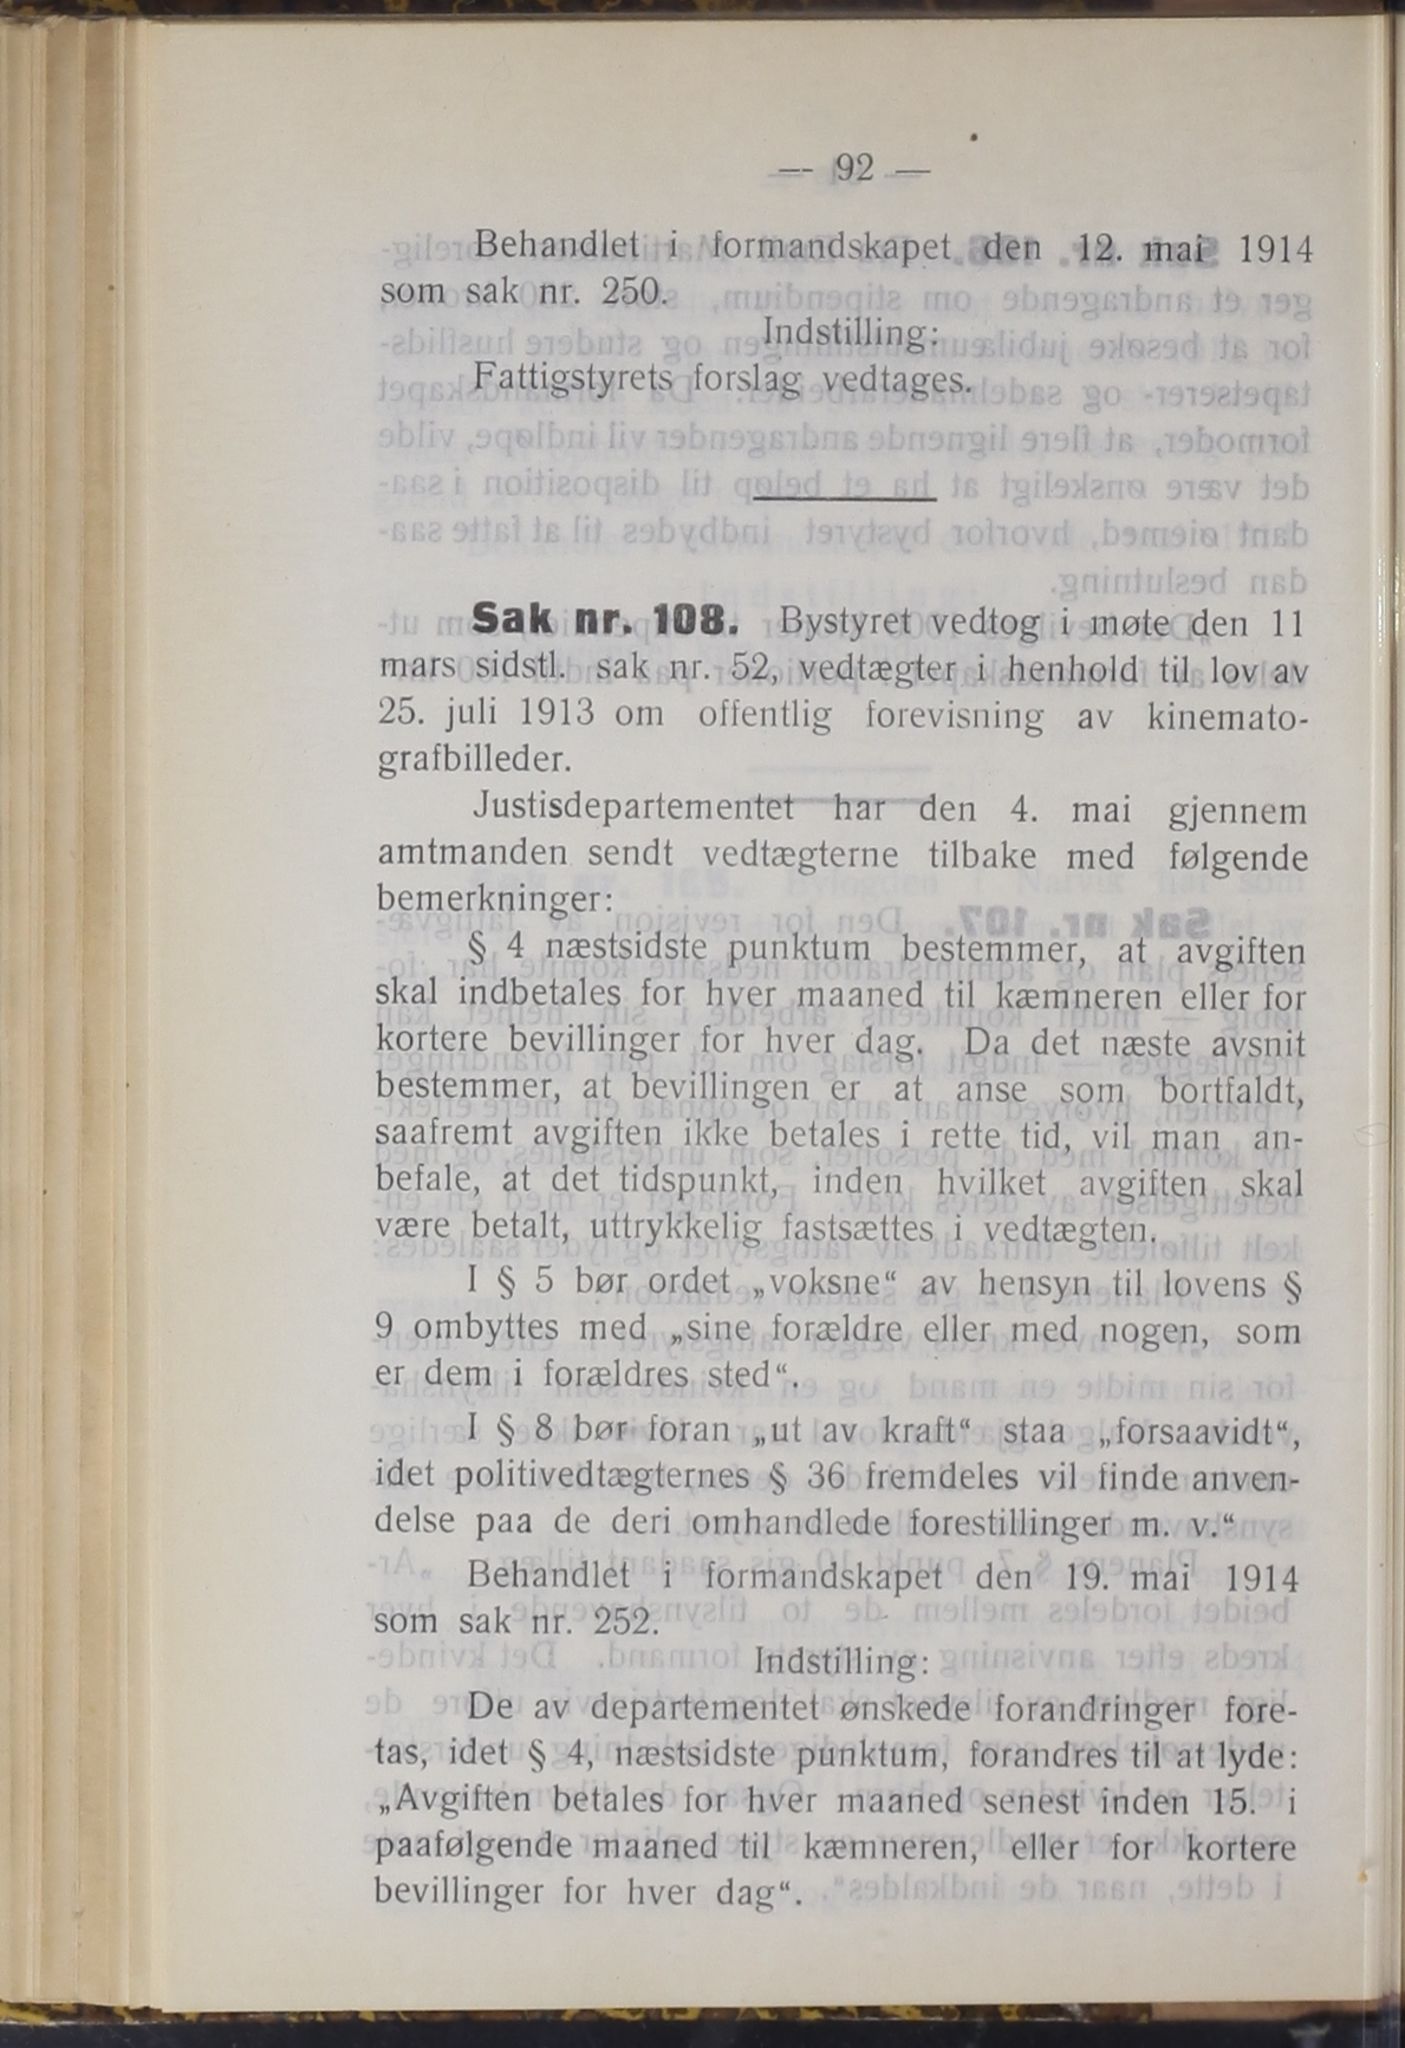 — 92 —
Behandlet i formandskapet den 12. mai 1914
som sak nr. 250.
Indstilling:
Fattigstyrets forslag vedtages.
Sak nr. 108. Bystyret vedtog i møte den 11
mars sidstl. sak nr. 52, vedtægter i henhold til lov av
25. juli 1913 om offentlig forevisning av kinemato-
grafbilleder.
Justisdepartementet har den 4. mai gjennem
amtmanden sendt vedtægterne tilbake med følgende
bemerkninger:
§ 4 næstsidste punktum bestemmer, at avgiften
skal indbetales for hver maaned til kæmneren eller for
kortere bevillinger for hver dag. Da det næste avsnit
bestemmer, at bevillingen er at anse som bortfaldt,
saafremt avgiften ikke betales i rette tid, vil man an-
befale, at det tidspunkt, inden hvilket avgiften skal
være betalt, uttrykkelig fastsættes i vedtægten.
I § 5 bør ordet „voksne“ av hensyn til lovens §
9 ombyttes med „sine forældre eller med nogen, som
er dem i forældres sted“.
I § 8 bør foran „ut av kraft“ staa „forsaavidt“,
idet politivedtægternes § 36 fremdeles vil finde anven-
delse paa de deri omhandlede forestillinger m. v.“
Behandlet i formandskapet den 19. mai 1914
som sak nr. 252.
Indstilling:
De av departementet ønskede forandringer fore-
tas, idet § 4, næstsidste punktum, forandres til at lyde:
„Avgiften betales for hver maaned senest inden 15. i
paafølgende maaned til kæmneren, eller for kortere
bevillinger for hver dag“.